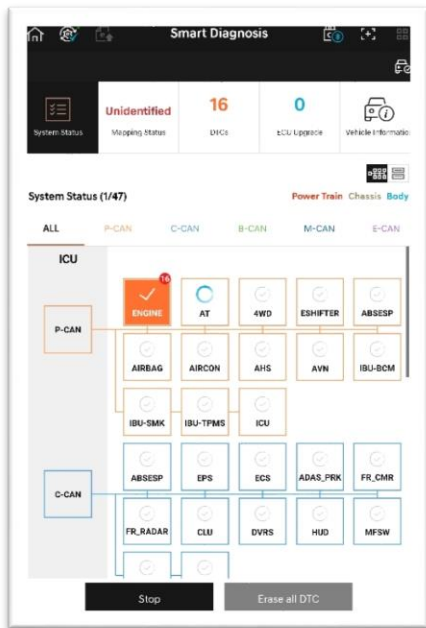 Smart Diagnosis
System Status
Unidentified
Mapping Status
16
DTCs
0
ECU Upgrade
Vehicle Informatio
System Status (1/47)
Power Train Chassis Body
ALL P-CAN C-CAN B-CAN M-CAN E-CAN
ICU
P-CAN
16
ENGINE AT 4WD ESHIFTER ABSESP
AIRBAG AIRCON AHS AVN IBU-BCM
IBU-SMK IBU-TPMS ICU
C-CAN
ABSESP EPS ECS ADAS_PRK FR_CMR
FR_RADAR CLU DVRS HUD MFSW
Stop Erase all DTC